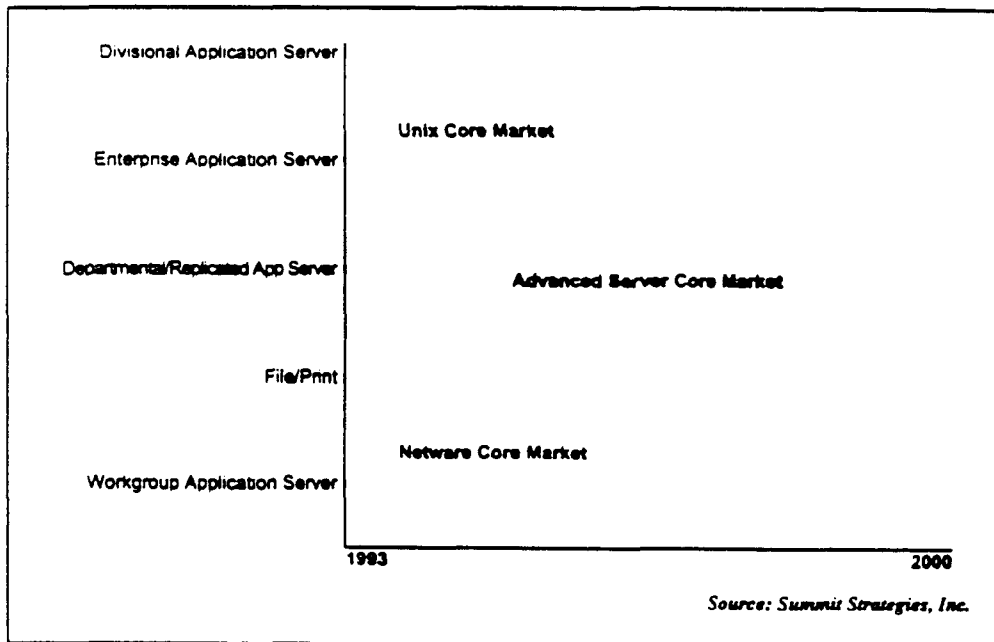 Divisional Application Server
Unix Core Market
Enterprise Application Server
Departmental/Replicated App Server
Advanced Server Core Market
File/Print
Netware Core Market
Workgroup Application Server
1993 2000
Source: Summit Strategies, Inc.